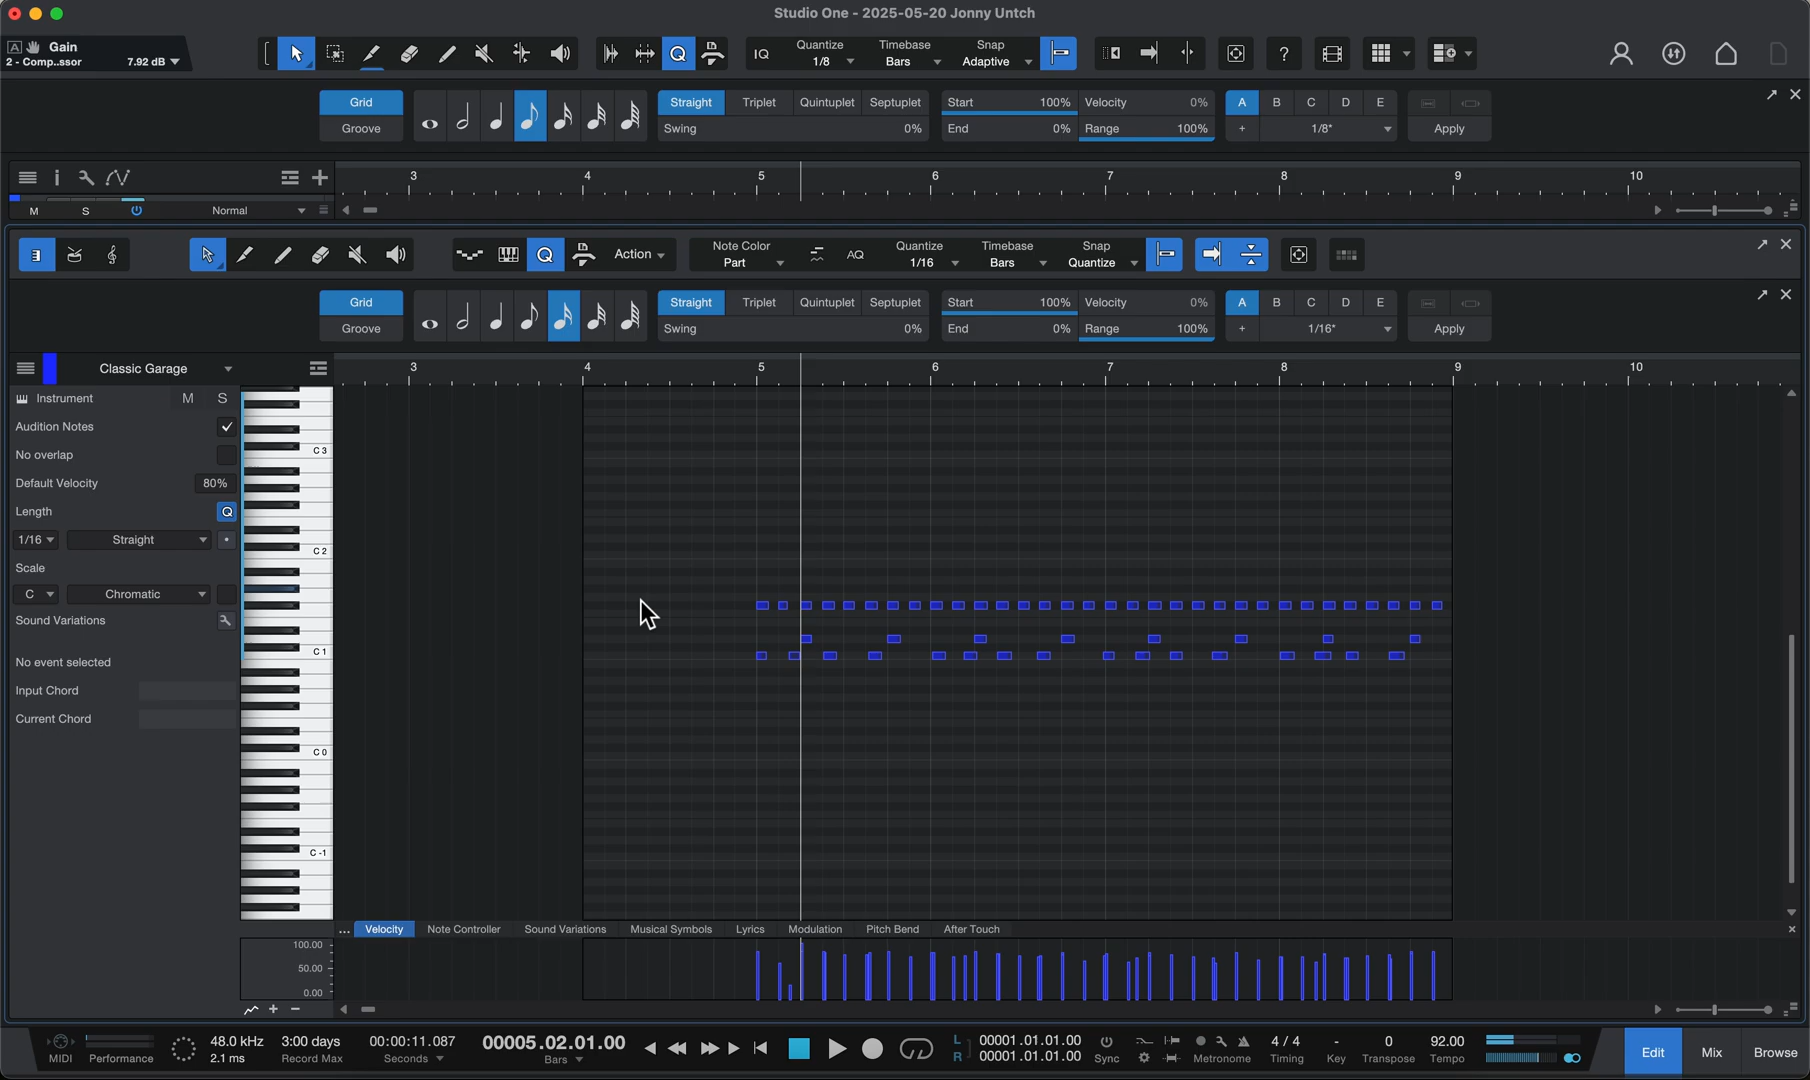 Studio One - 2025-05-20 Jonny Untch
A Gain
2 - Comp..ssor 7.92 dB
IQ Quantize 1/8 Timebase Bars Snap Adaptive
?
Grid Straight Triplet Quintuplet Septuplet Start 100% Velocity 0% A B C D E
Groove Swing 0% End 0% Range 100% + 1/8* Apply
3 4 5 6 7 8 9 10
M S Normal
Action Note Color Part AQ Quantize 1/16 Timebase Bars Snap Quantize
Grid Straight Triplet Quintuplet Septuplet Start 100% Velocity 0% A B C D E
Groove Swing 0% End 0% Range 100% + 1/16* Apply
Classic Garage 3 4 5 6 7 8 9 10
Instrument M S
Audition Notes
No overlap
Default Velocity 80%
Length Q
1/16 Straight
Scale
C Chromatic
Sound Variations
No event selected
Input Chord
Current Chord
C 3
C 2
C 1
C 0
C -1
... Velocity Note Controller Sound Variations Musical Symbols Lyrics Modulation Pitch Bend After Touch
100.00
50.00
0.00
MIDI Performance
48.0 kHz
2.1 ms
3:00 days
Record Max
00:00:11.087
Seconds
00005.02.01.00
Bars
L 00001.01.01.00
R 00001.01.01.00
Sync
Metronome
4 / 4
Timing
-
Key
0
Transpose
92.00
Tempo
Edit Mix Browse